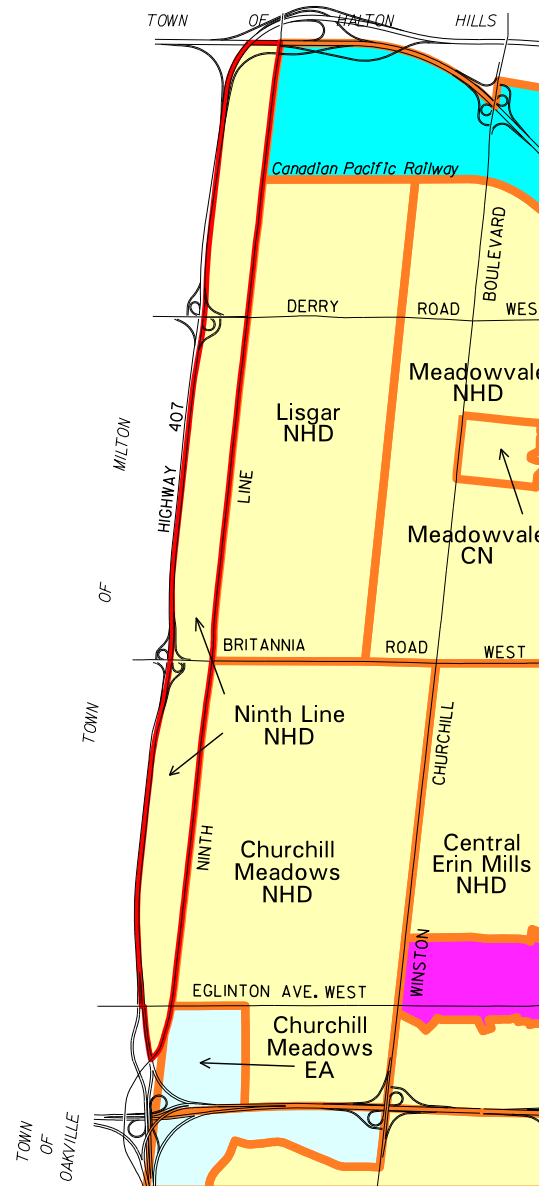 TOWN OF HALTON HILLS
Canadian Pacific Railway
BOULEVARD
DERRY ROAD WES
Meadowvale
NHD
Lisgar
NHD
HIGHWAY 407
LINE
TOWN OF MILTON
Meadowvale
CN
BRITANNIA ROAD WEST
Ninth Line
NHD
CHURCHILL
NINTH
Churchill
Meadows
NHD
Central
Erin Mills
NHD
WINSTON
EGLINTON AVE. WEST
Churchill
Meadows
EA
TOWN
OF
OAKVILLE